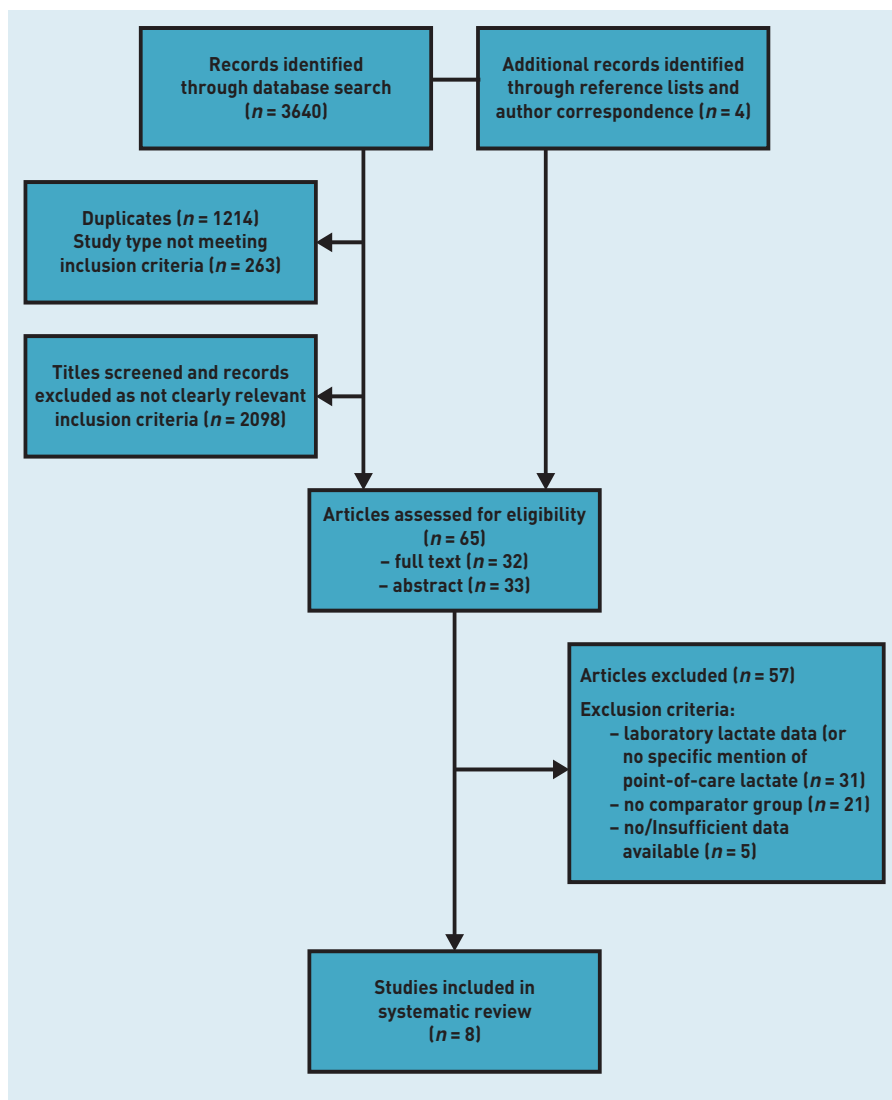 Records identified
through database search
(n = 3640)
Additional records identified
through reference lists and
author correspondence (n = 4)
Duplicates (n = 1214)
Study type not meeting
inclusion criteria (n = 263)
Titles screened and records
excluded as not clearly relevant
inclusion criteria (n = 2098)
Articles assessed for eligibility
(n = 65)
– full text (n = 32)
– abstract (n = 33)
Articles excluded (n = 57)
Exclusion criteria:
– laboratory lactate data (or
no specific mention of
point-of-care lactate (n = 31)
– no comparator group (n = 21)
– no/Insufficient data
available (n = 5)
Studies included in
systematic review
(n = 8)